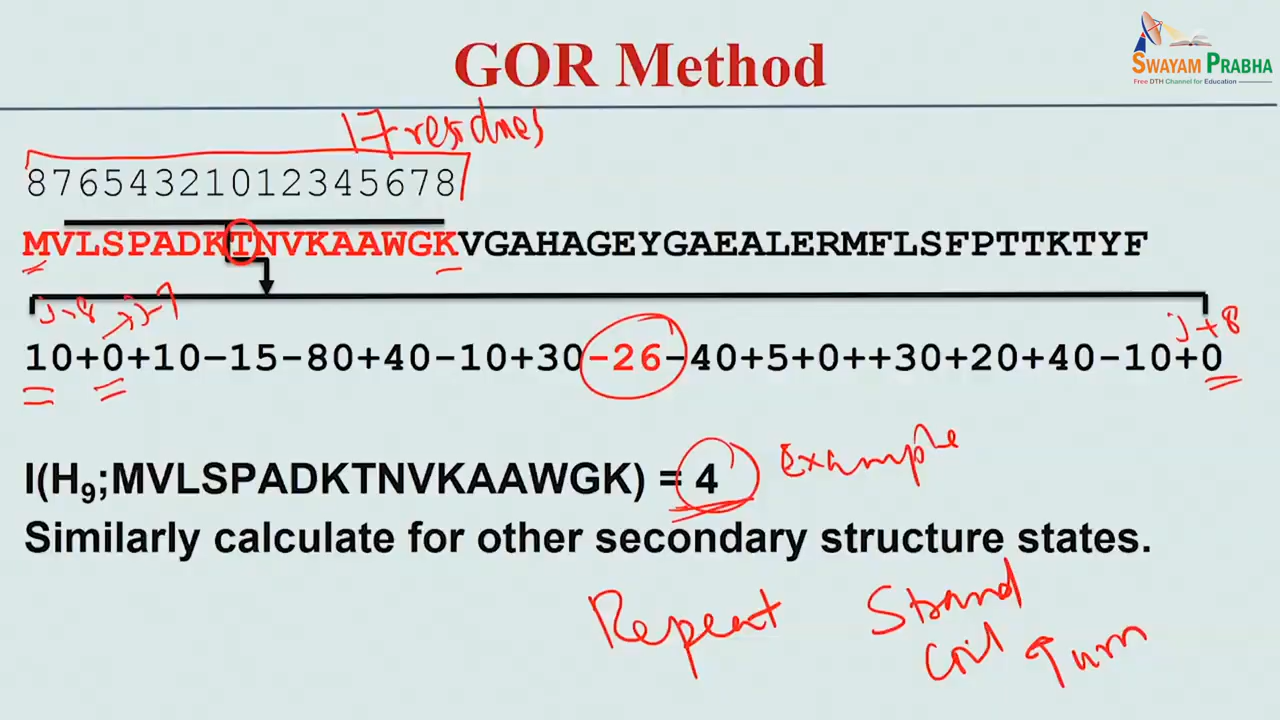 GOR Method
SWAYAM PRABHA
Free DTH Channel for Education
17 residues
87654321012345678
MVLSPADKTNVKAAWGKVGAHAGEYGAEALERMFLSFPTTKTYF
j-8 j-7 j+8
10+0+10-15-80+40-10+30-26-40+5+0++30+20+40-10+0
I(H9;MVLSPADKTNVKAAWGK) = 4 Example
Similarly calculate for other secondary structure states.
Repeat Strand
Coil Turn